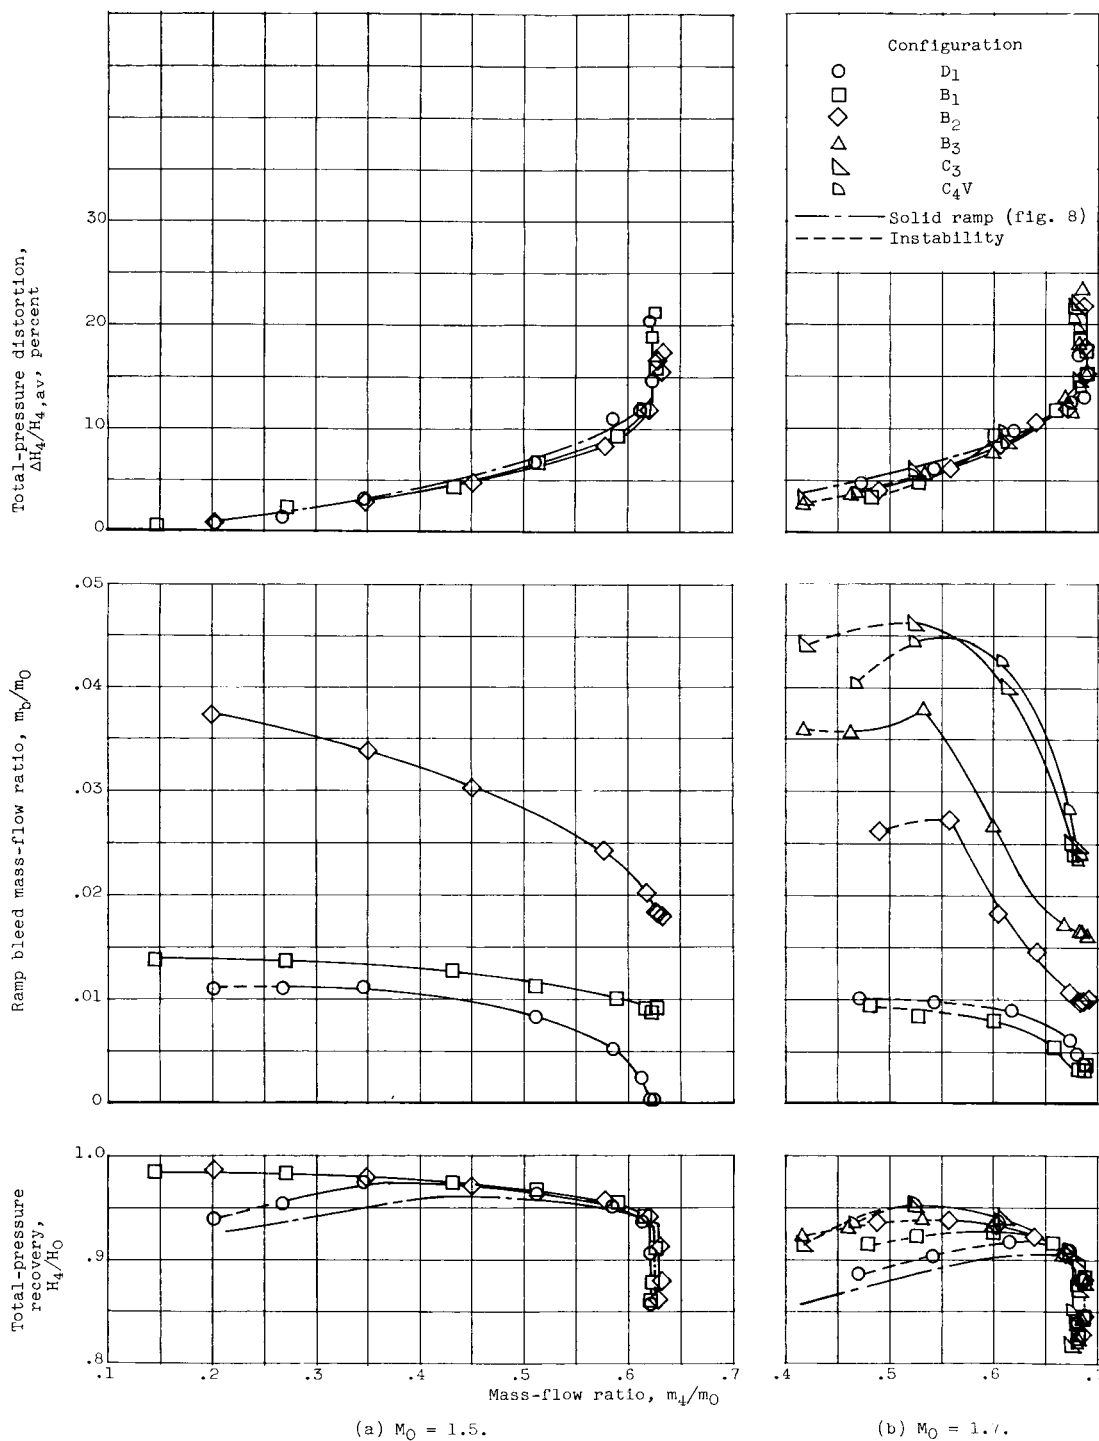 Configuration
D1
B1
B2
B3
C3
C4V
Solid ramp (fig. 8)
Instability
Total-pressure distortion,
ΔH4/H4,av, percent
30
20
10
0
Ramp bleed mass-flow ratio, mb/m0
.05
.04
.03
.02
.01
0
Total-pressure
recovery,
H4/H0
1.0
.9
.8
.1 .2 .3 .4 .5 .6 .7
.4 .5 .6 .7
Mass-flow ratio, m4/m0
(a) M0 = 1.5.
(b) M0 = 1.7.